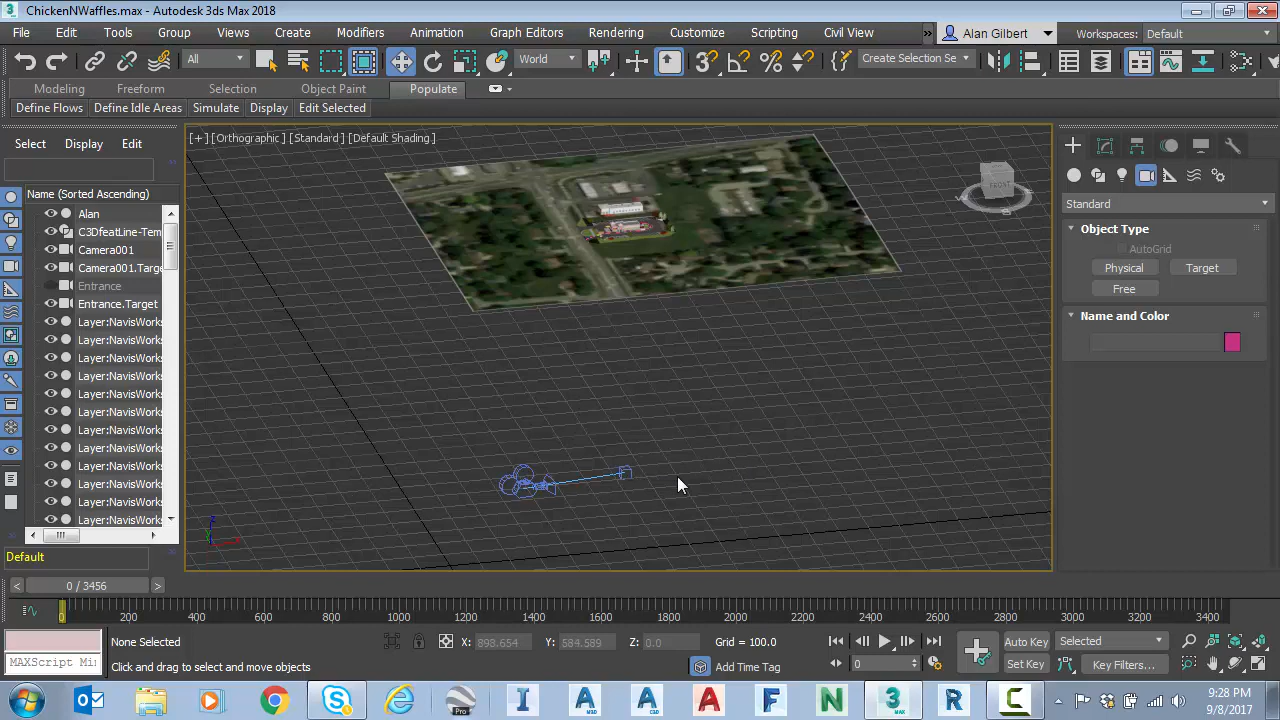 ChickenNWaffles.max - Autodesk 3ds Max 2018
File Edit Tools Group Views Create Modifiers Animation Graph Editors Rendering Customize Scripting Civil View Alan Gilbert Workspaces: Default
All World Create Selection Se
Modeling Freeform Selection Object Paint Populate
Define Flows Define Idle Areas Simulate Display Edit Selected
Select Display Edit
[+] [Orthographic ] [Standard ] [Default Shading ]
Name (Sorted Ascending)
Alan
C3DfeatLine-Tem
Camera001
Camera001.Targe
Entrance
Entrance.Target
Layer:NavisWork
Layer:NavisWork
Layer:NavisWork
Layer:NavisWork
Layer:NavisWork
Layer:NavisWork
Layer:NavisWork
Layer:NavisWork
Layer:NavisWork
Layer:NavisWork
Layer:NavisWork
Layer:NavisWork
Default
FRONT
Standard
Object Type
AutoGrid
Physical Target
Free
Name and Color
0 / 3456
0 200 400 600 800 1000 1200 1400 1600 1800 2000 2200 2400 2600 2800 3000 3200 3400
None Selected X: 898.654 Y: 584.589 Z: 0.0 Grid = 100.0 Auto Key Selected
MAXScript Mi Click and drag to select and move objects Add Time Tag 0 Set Key Key Filters...
9:28 PM
9/8/2017